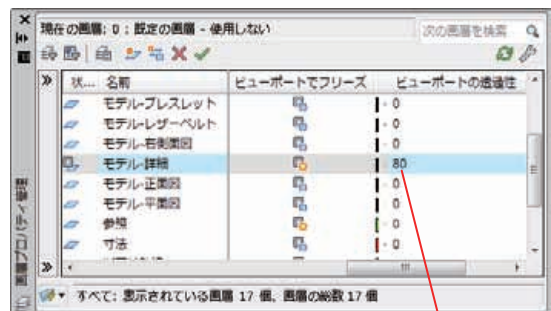 現在の画層: 0 : 既定の画層 - 使用しない
次の画層を検索
状... 名前 ビューポートでフリーズ ビューポートの透過性
モデル-ブレスレット 0
モデル-レザーベルト 0
モデル-右側面図 0
モデル-詳細 80
モデル-正面図 0
モデル-平面図 0
参照 0
寸法 0
すべて: 表示されている画層 17 個、画層の総数 17 個
画層プロパティ管理